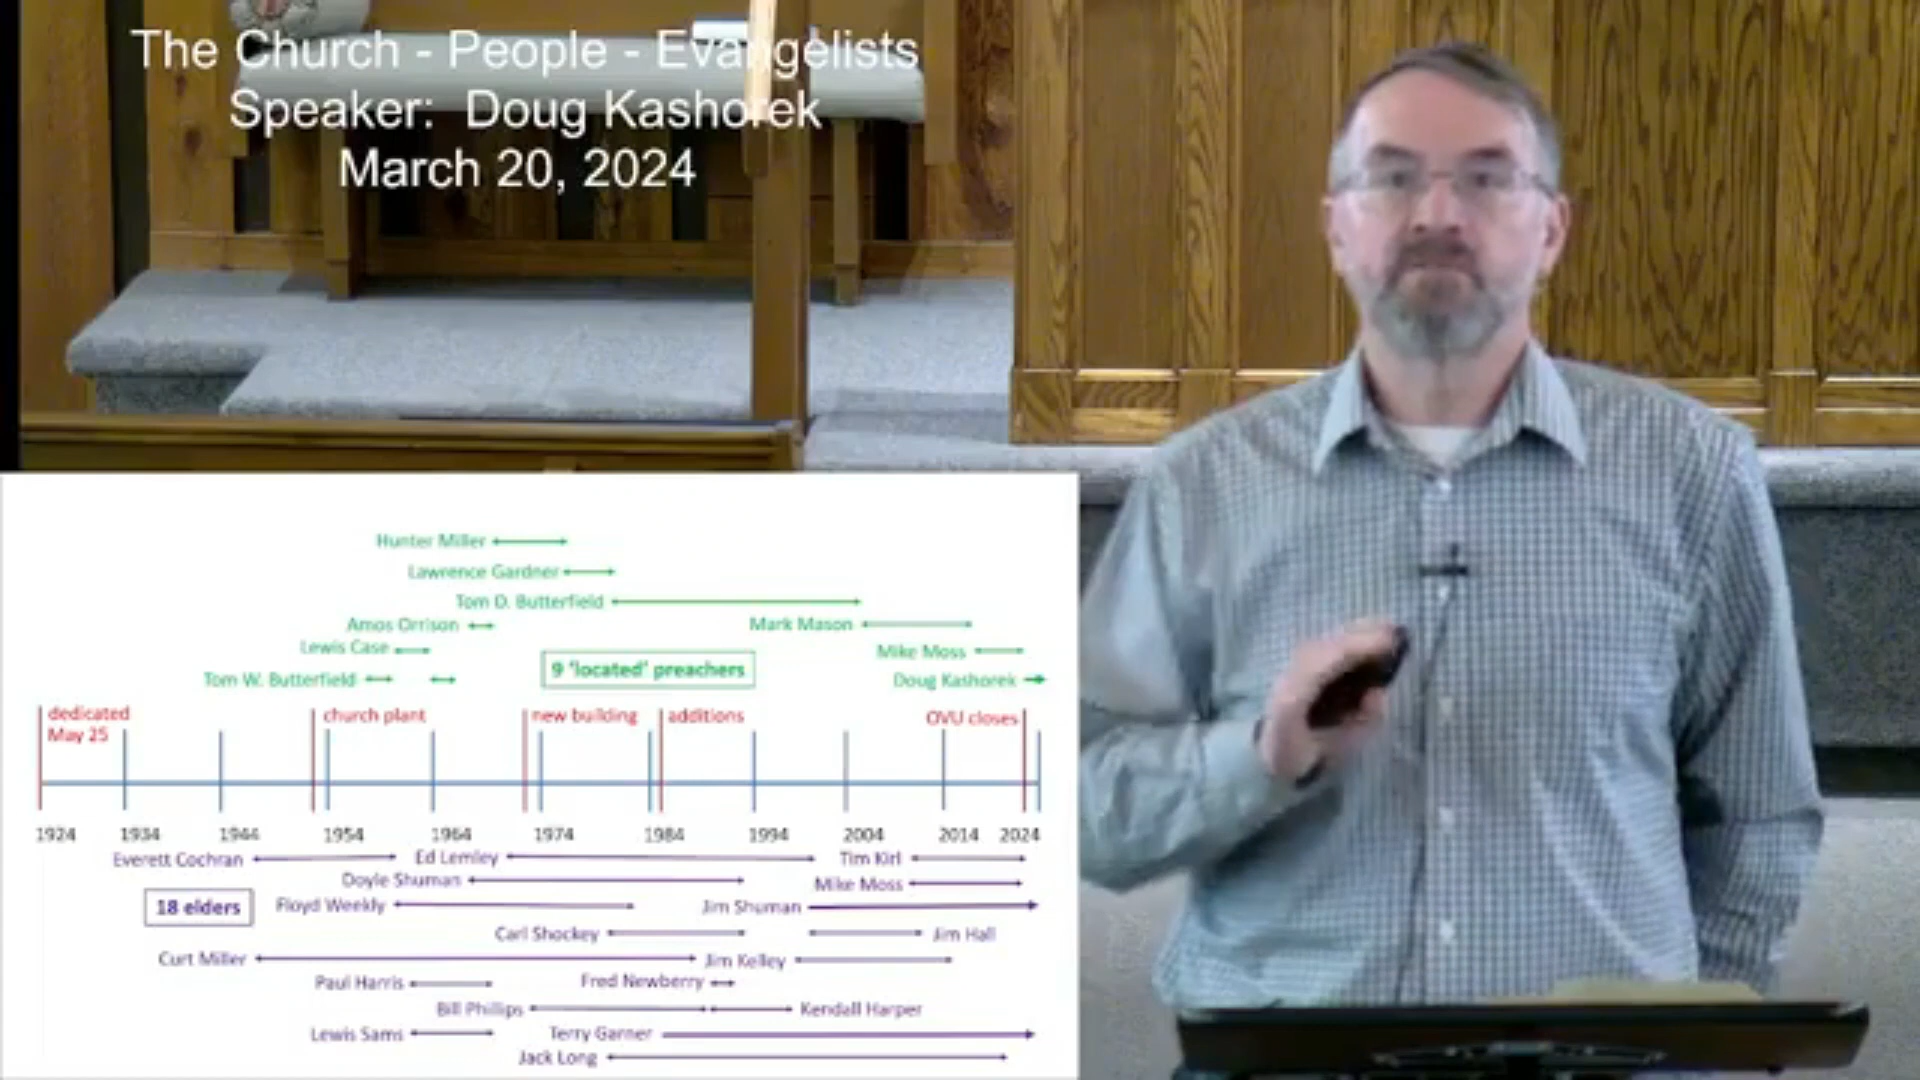 The Church - People - Evangelists
Speaker: Doug Kashorek
March 20, 2024
Hunter Miller
Lawrence Gardner
Tom D. Butterfield
Amos Orrison
Mark Mason
Lewis Case
Mike Moss
9 'located' preachers
Tom W. Butterfield
Doug Kashorek
dedicated
May 25
church plant
new building
additions
OVU closes
1924 1934 1944 1954 1964 1974 1984 1994 2004 2014 2024
Everett Cochran
Ed Lemley
Tim Kirl
Doyle Shuman
Mike Moss
18 elders
Floyd Weekly
Jim Shuman
Carl Shockey
Jim Hall
Curt Miller
Jim Kelley
Paul Harris
Fred Newberry
Bill Phillips
Kendall Harper
Lewis Sams
Terry Garner
Jack Long